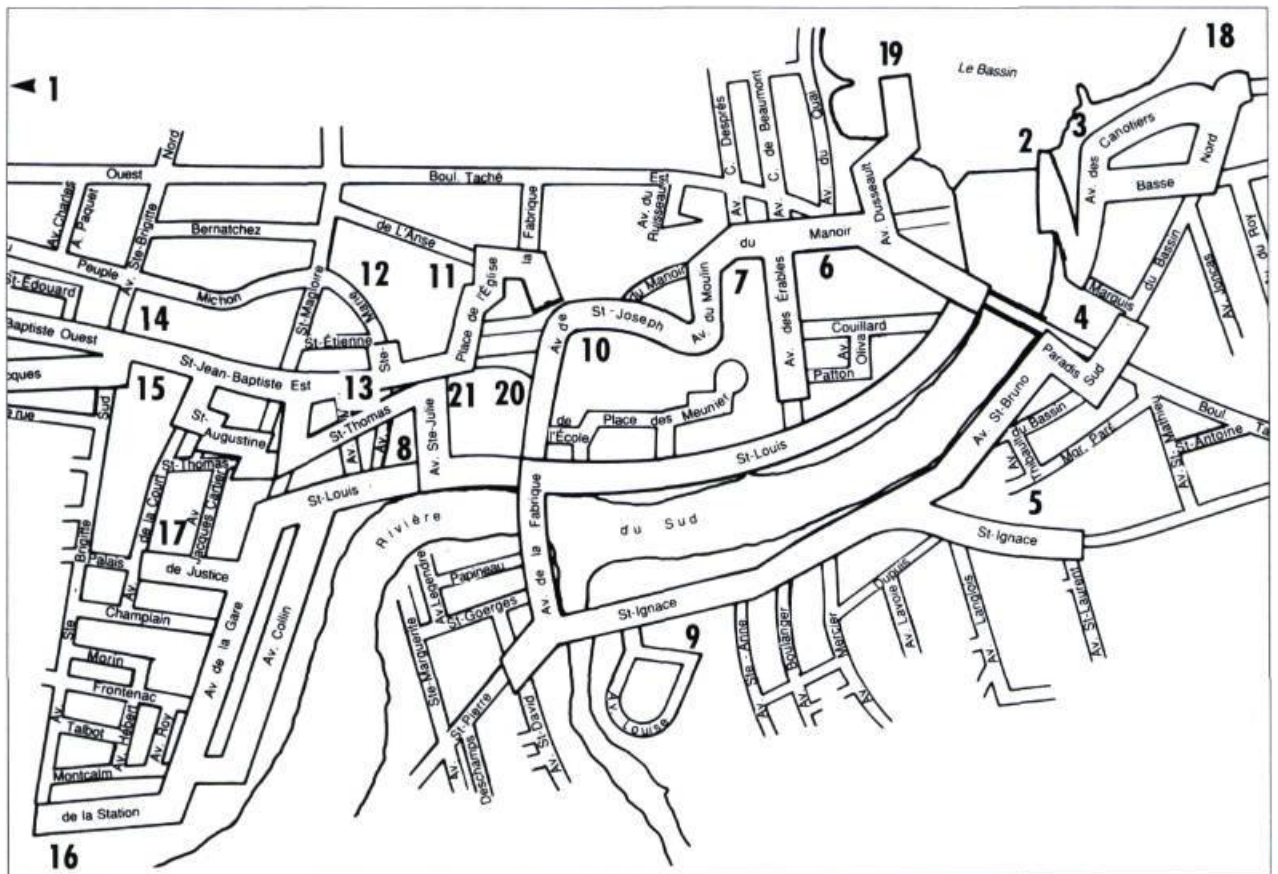 18
19
Le Bassin
1
2
3
Av. des Canotiers
Nord
Nord
C. Després
C. de Beaumont
Av. du Quai
Ouest
Boul. Taché
Est
Basse
Av. Charles
A. Paquet
Av. Ste-Brigitte
Bernatchez
de L'Anse
la Fabrique
Av. du Ruisseau
Av.
Av.
Av. Dusseault
du Manoir
du Bassin
Av. Joncas
du Roy
Peuple
Michon
12
11
Place de l'Église
du Manoir
7
6
Marquis
4
St-Édouard
14
St-Magloire
Ste-Marie
St-Joseph
Av. du Moulin
Av. des Érables
Couillard
Av. Oliva
Patton
Baptiste Ouest
St-Étienne
10
Paradis Sud
St-Jean-Baptiste Est
13
21
20
Av. de la Fabrique
Av. St-Bruno
15
Sud
St-Augustine
St-Thomas
Av. Ste-Julie
de l'École
Place des Meunier
Mathieu
Boul.
St-Antoine
Av. Thibault
du Bassin
Av. St-
8
St-Louis
St-Louis
5
St-Thomas
de la Court
Av. Jacques Cartier
17
Rivière du Sud
St-Ignace
Ste-Brigitte
Palais de Justice
Av.
Champlain
Av. de la Gare
Av. Collin
Av. Legendre
Papineau
St-Goerges
St-Ignace
Dupuis
9
Ste-Marguerite
Av. Ste-Anne
Av. Boulanger
Av. Mercier
Av. Lavoie
Av. Langlois
Av. St-Laurent
Morin
Frontenac
Av.
Talbot
Av. Hébert
Av. Roy
Montcalm
St-Pierre
Av. Deschamps
Av. St-David
Av. Loisel
de la Station
16